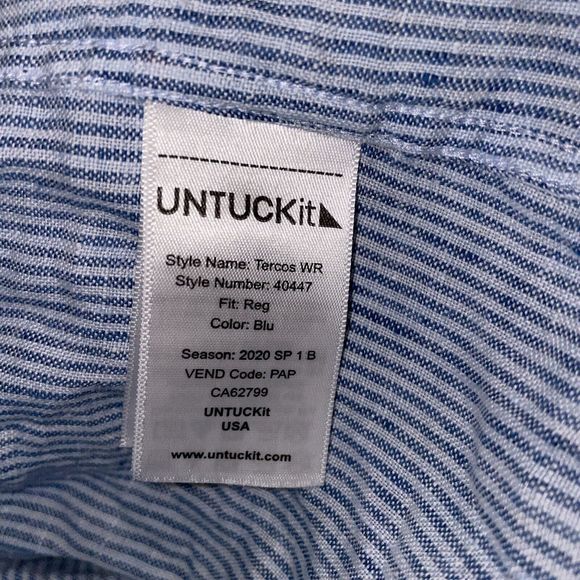 UNTUCKit
Style Name: Tercos WR
Style Number: 40447
Fit: Reg
Color: Blu
Season: 2020 SP 1 B
VEND Code: PAP
CA62799
UNTUCKit
USA
www.untuckit.com